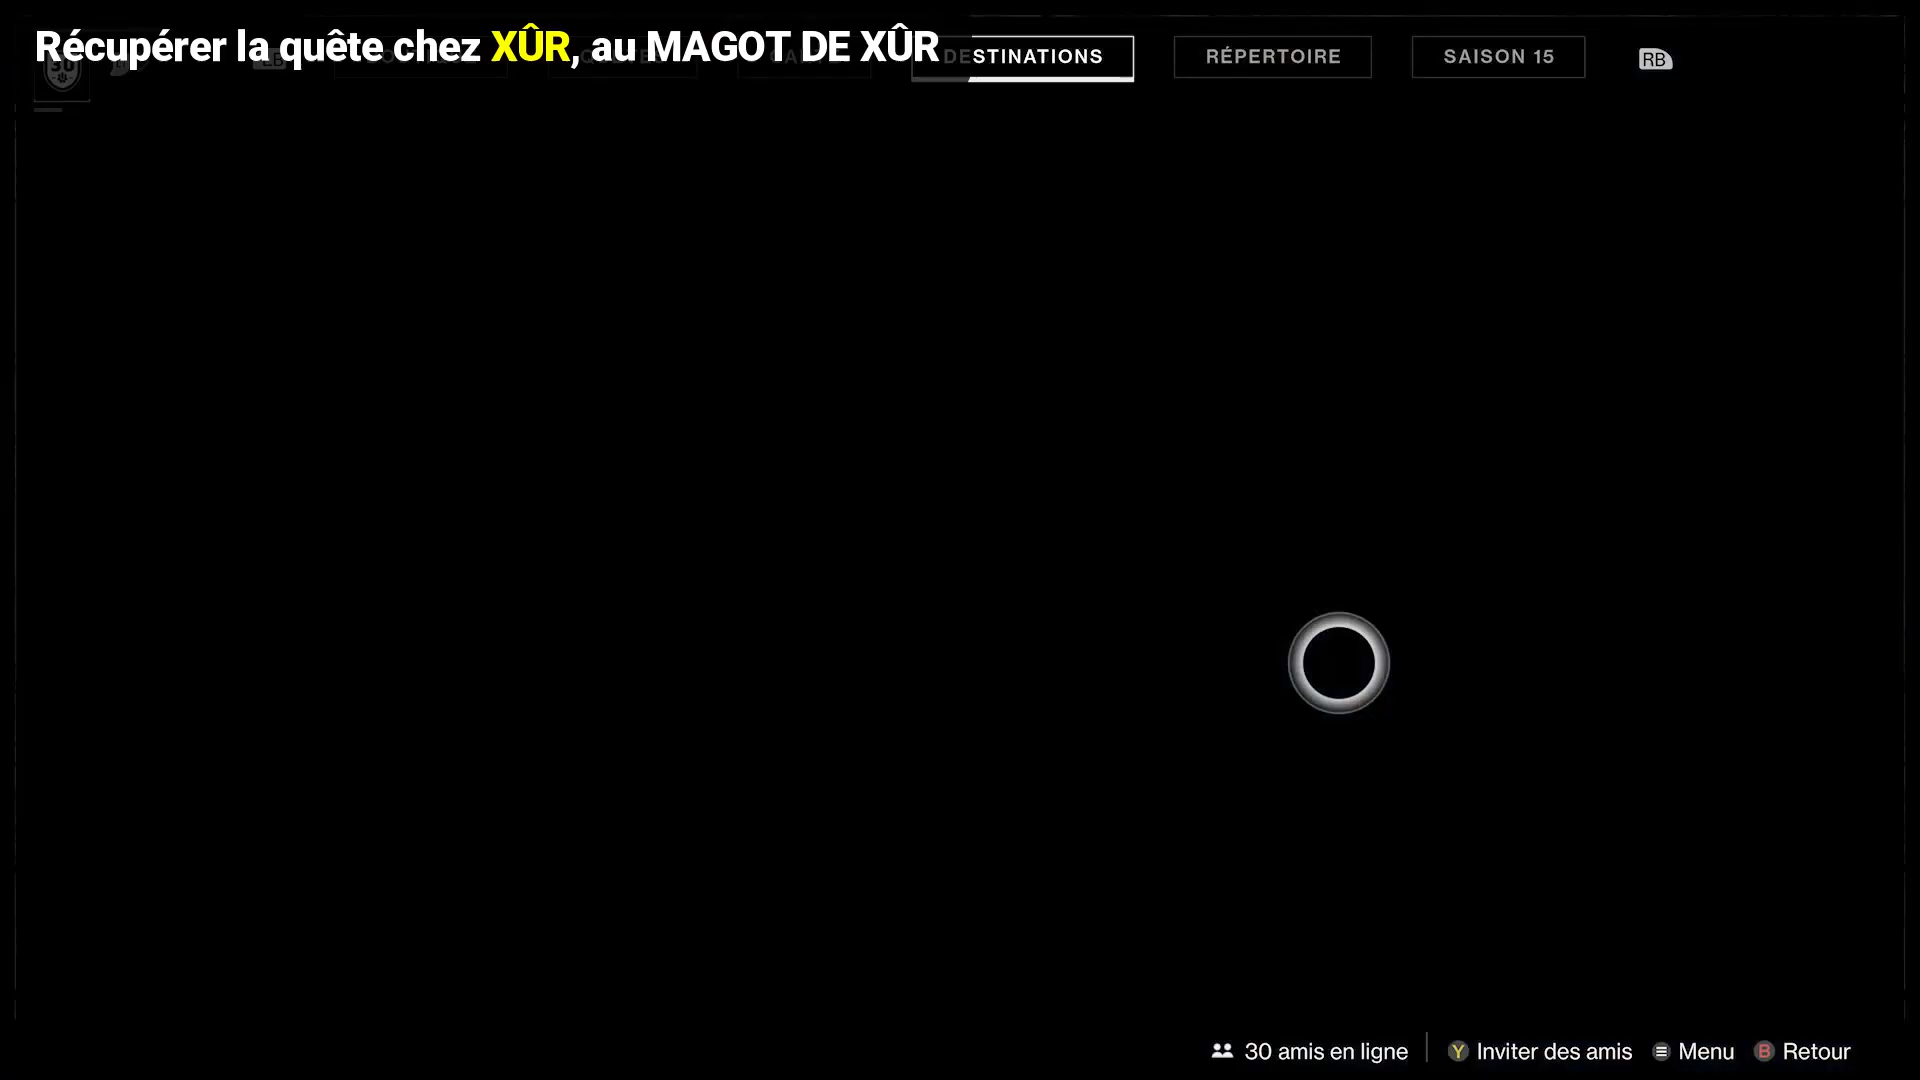 Récupérer la quête chez XÛR, au MAGOT DE XÛR
DESTINATIONS
RÉPERTOIRE
SAISON 15
RB
30 amis en ligne
Y Inviter des amis
Menu
B Retour